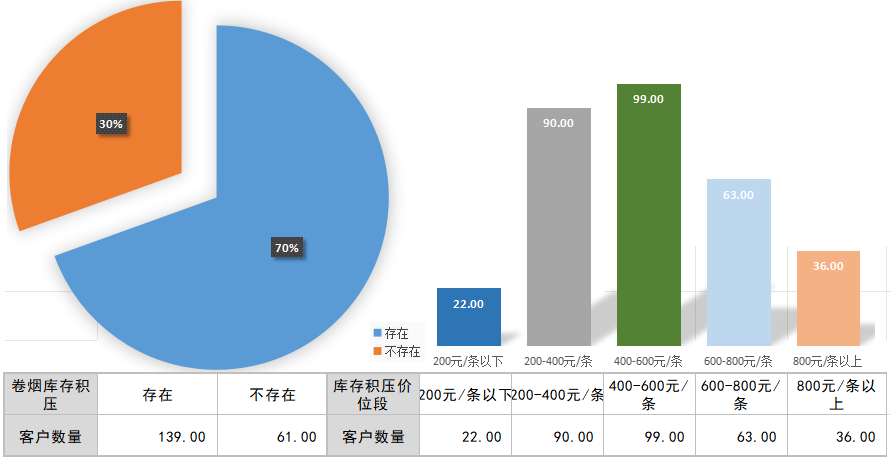 30%
70%
存在
不存在
22.00
90.00
99.00
63.00
36.00
200元/条以下
200-400元/条
400-600元/条
600-800元/条
800元/条以上
卷烟库存积
压
存在
不存在
库存积压价
位段
200元/条以下
200-400元/条
400-600元/
条
600-800元/
条
800元/条以
上
客户数量
139.00
61.00
客户数量
22.00
90.00
99.00
63.00
36.00